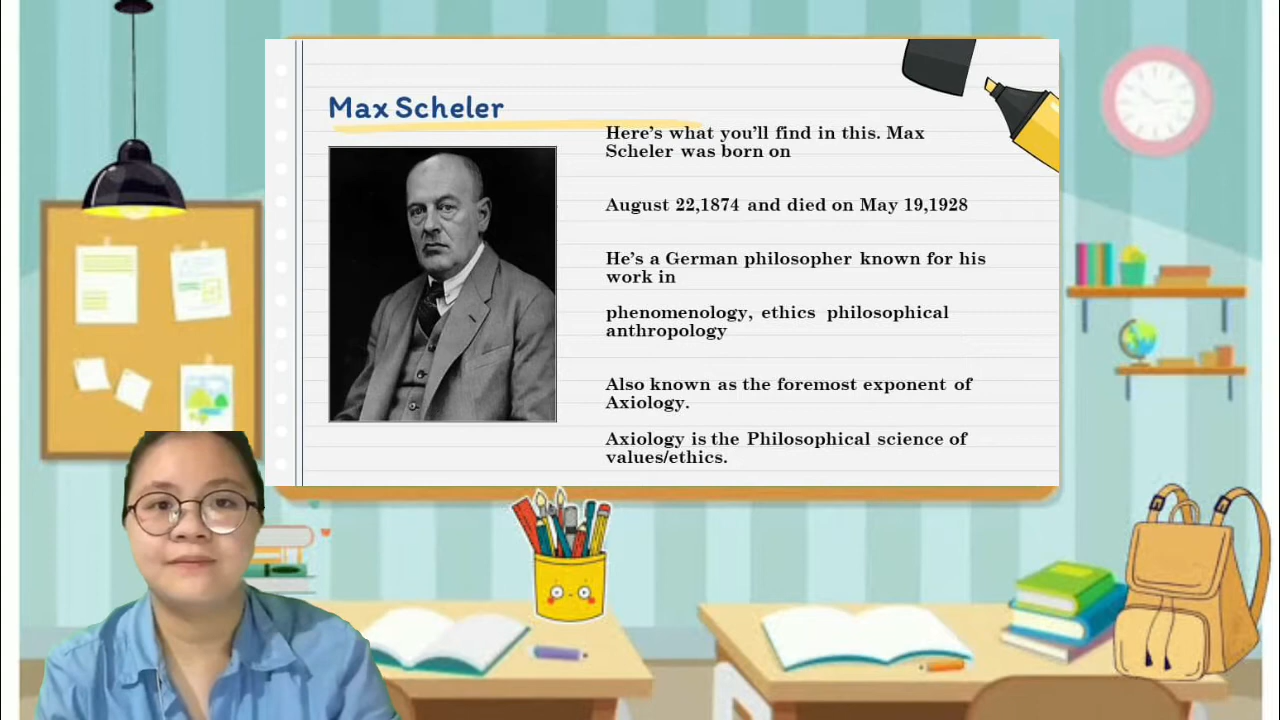 Max Scheler
Here's what you'll find in this. Max
Scheler was born on
August 22,1874 and died on May 19,1928
He's a German philosopher known for his
work in
phenomenology, ethics philosophical
anthropology
Also known as the foremost exponent of
Axiology.
Axiology is the Philosophical science of
values/ethics.